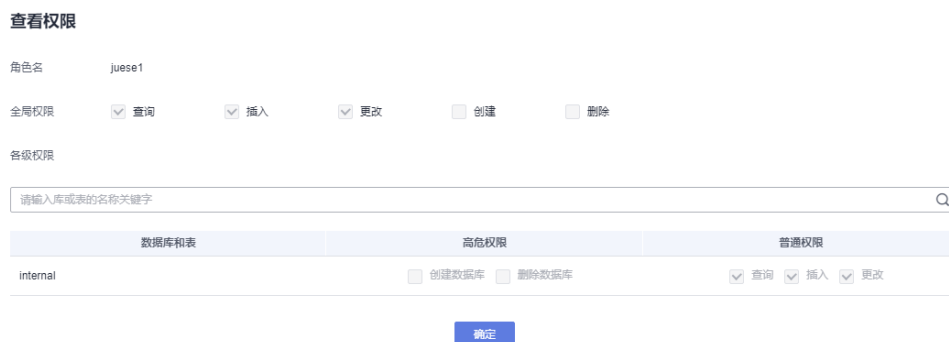 查看权限
角色名 juese1
全局权限 查询 插入 更改 创建 删除
各级权限
请输入库或表的名称关键字
数据库和表 高危权限 普通权限
internal 创建数据库 删除数据库 查询 插入 更改
确定